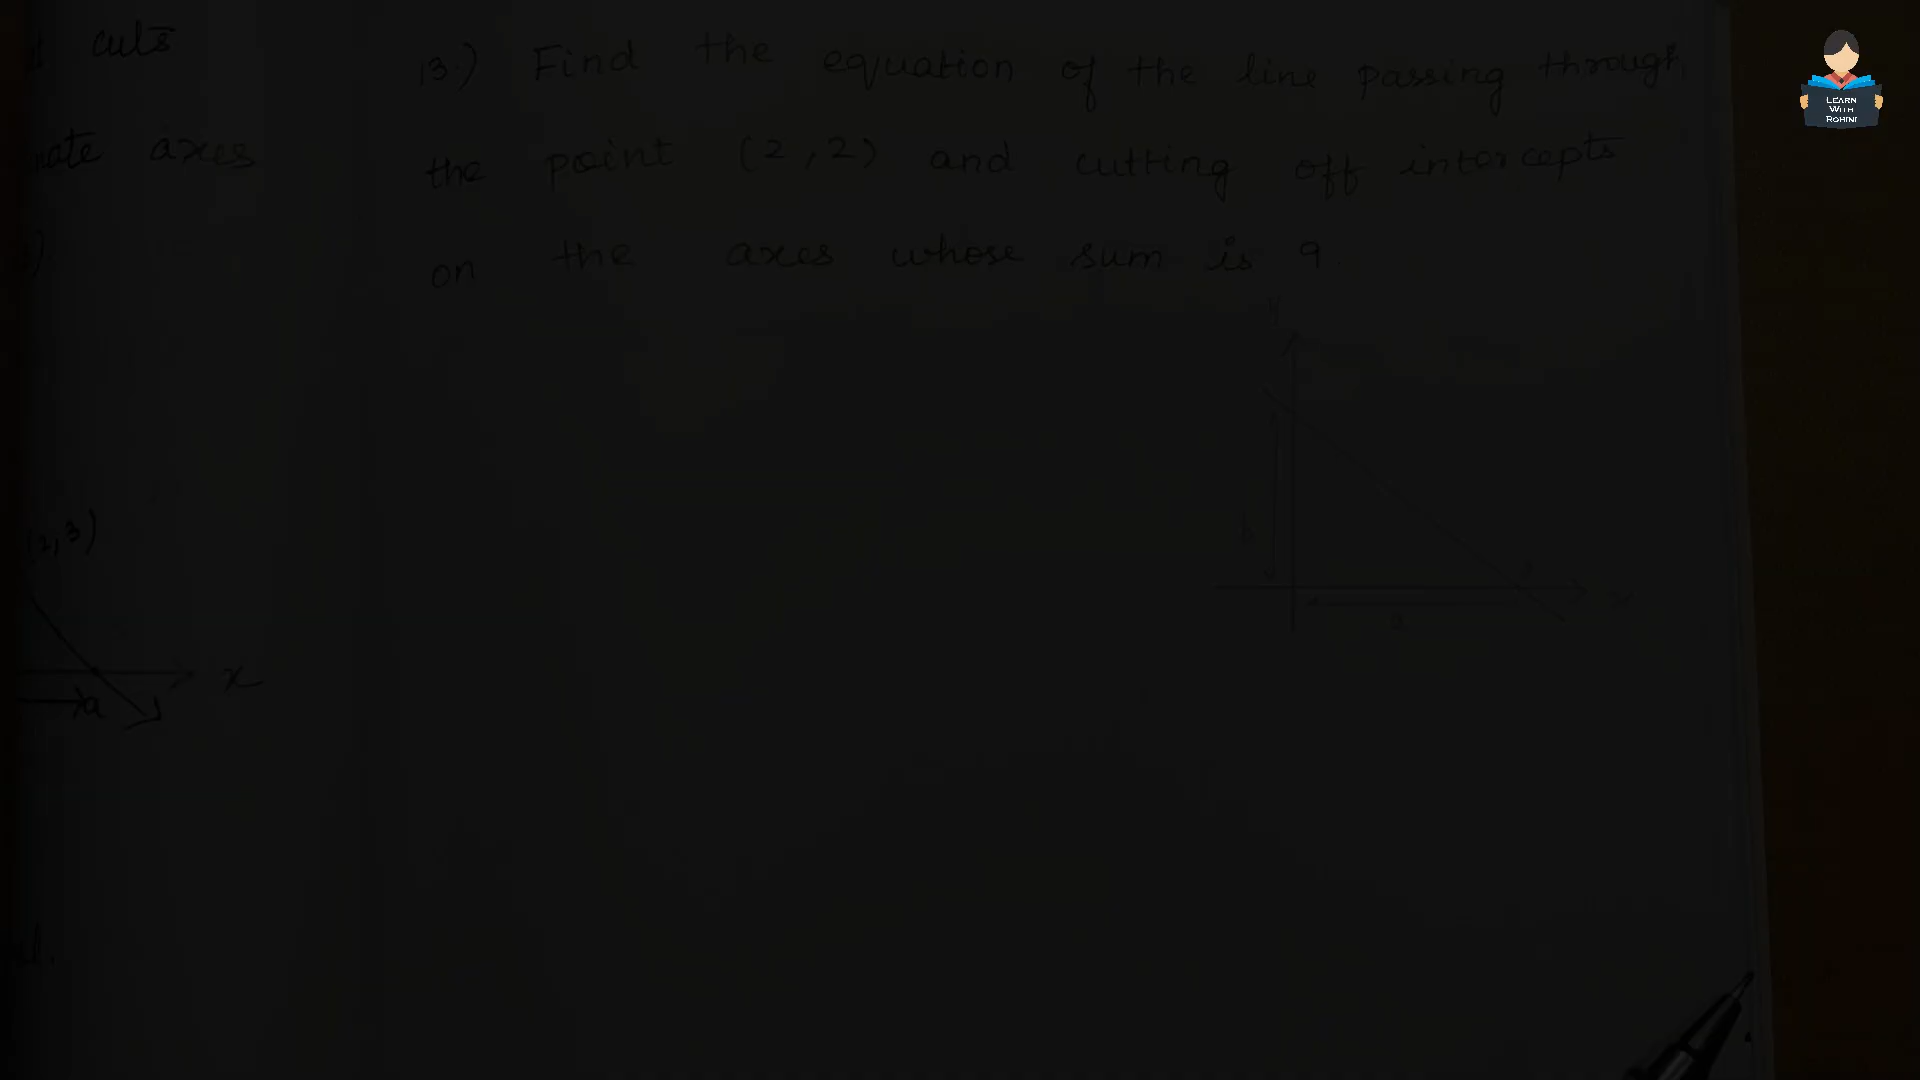 cuts
axes
(2,3)
x
a
13.) Find the equation of the line passing through
the point (2,2) and cutting off intercepts
on the axes whose sum is 9.
y
b
a
x
LEARN
WITH
ROHINI